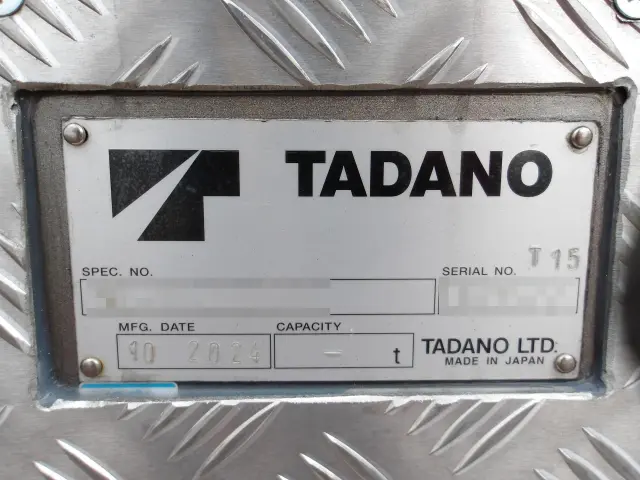 TADANO
T15
SPEC. NO.
SERIAL NO.
MFG. DATE
CAPACITY
10 2024
- t
TADANO LTD.
MADE IN JAPAN